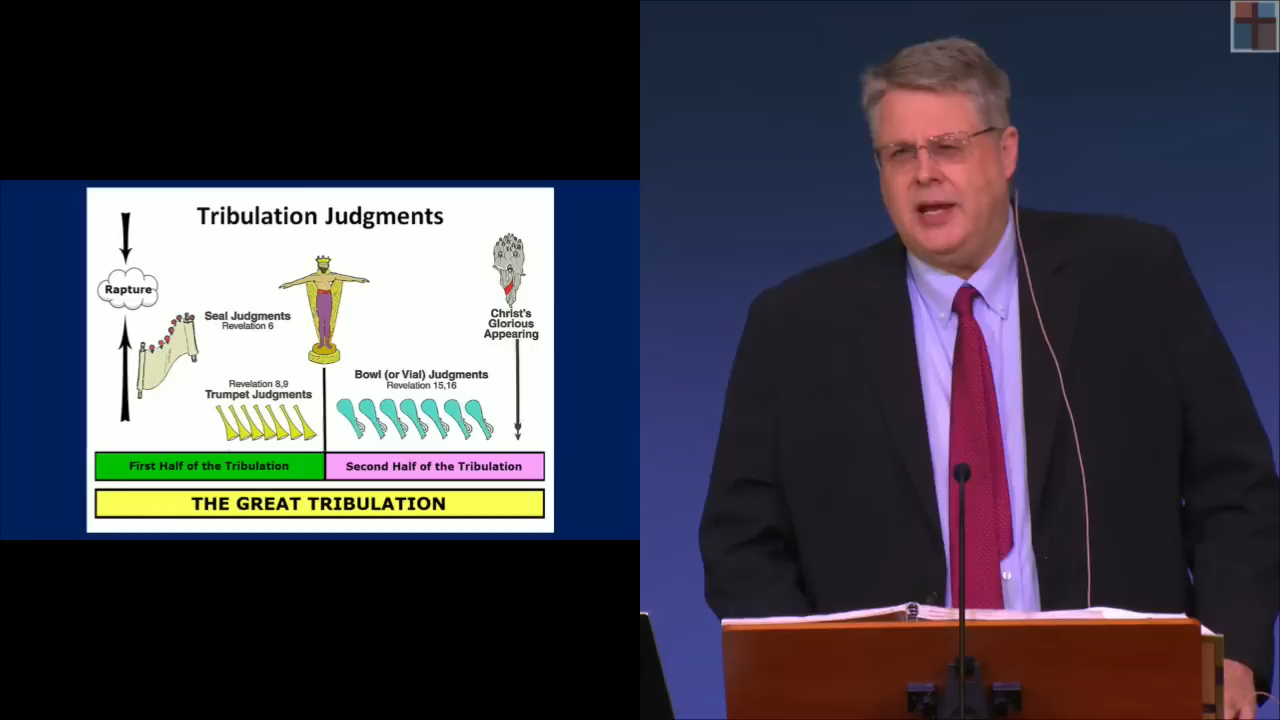 Tribulation Judgments
Rapture
Seal Judgments
Revelation 6
Christ's
Glorious
Appearing
Revelation 8,9
Trumpet Judgments
Bowl (or Vial) Judgments
Revelation 15,16
First Half of the Tribulation
Second Half of the Tribulation
THE GREAT TRIBULATION